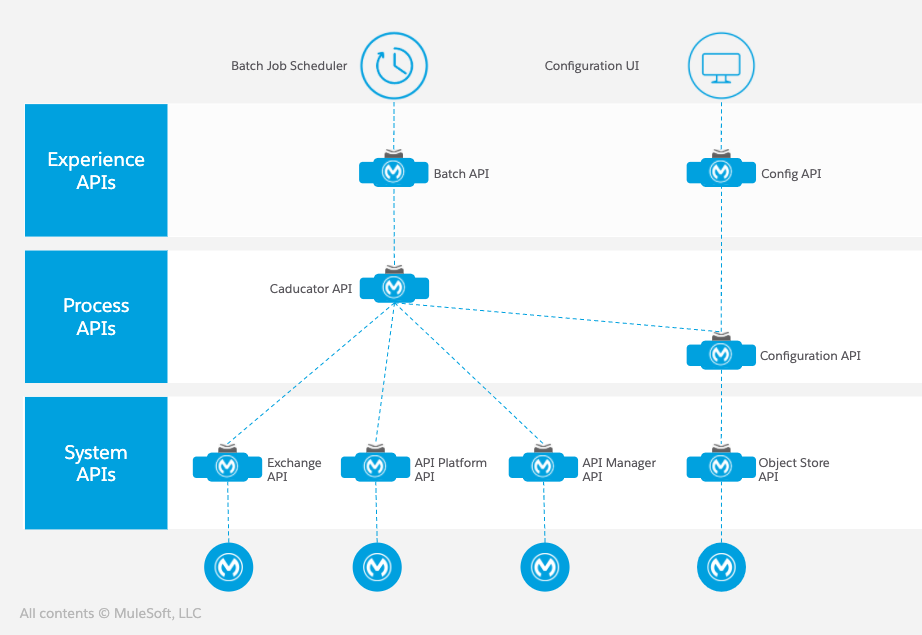 Batch Job Scheduler
Configuration UI
Experience
APIs
Batch API
Config API
Process
APIs
Caducator API
Configuration API
System
APIs
Exchange
API
API Platform
API
API Manager
API
Object Store
API
All contents © MuleSoft, LLC